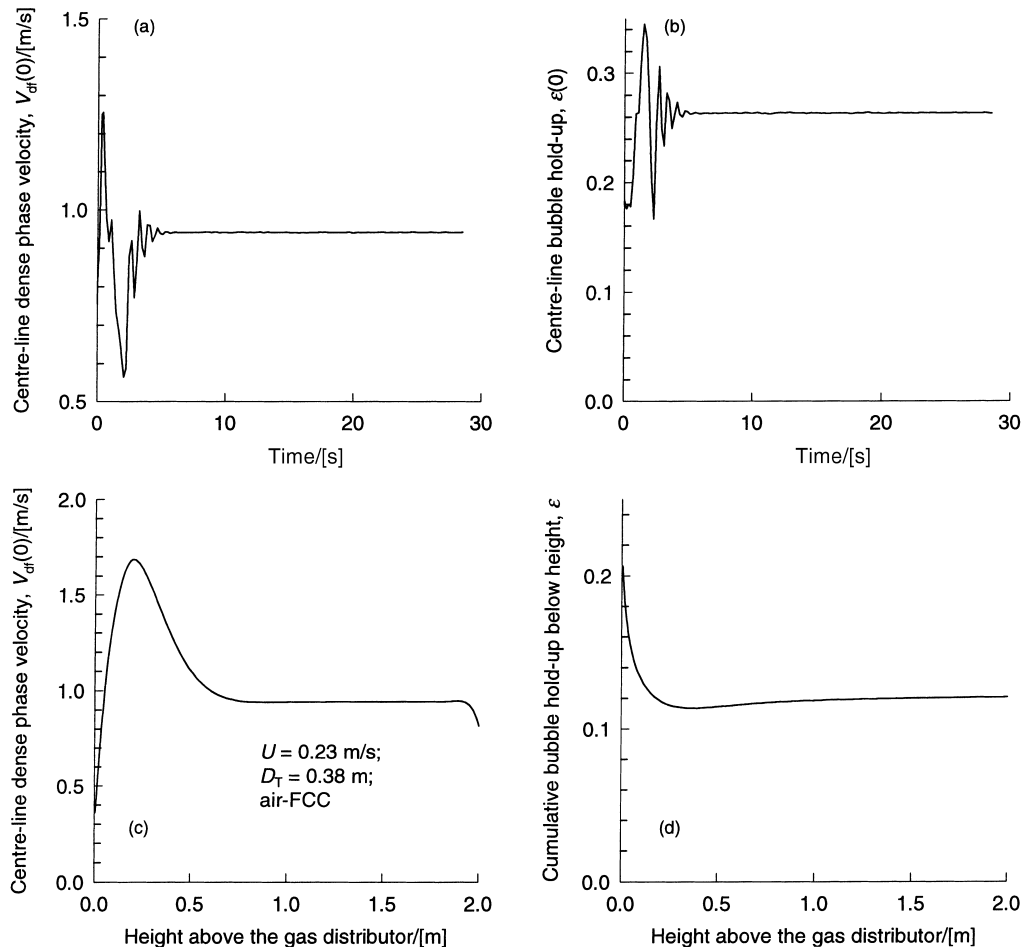 (a)
Centre-line dense phase velocity, V_df(0)/[m/s]
1.5
1.0
0.5
0 10 20 30
Time/[s]
(b)
Centre-line bubble hold-up, ε(0)
0.3
0.2
0.1
0.0
0 10 20 30
Time/[s]
Centre-line dense phase velocity, V_df(0)/[m/s]
2.0
1.5
1.0
0.5
0.0
U = 0.23 m/s;
D_T = 0.38 m;
air-FCC
(c)
0.0 0.5 1.0 1.5 2.0
Height above the gas distributor/[m]
Cumulative bubble hold-up below height, ε
0.2
0.1
0.0
(d)
0.0 0.5 1.0 1.5 2.0
Height above the gas distributor/[m]